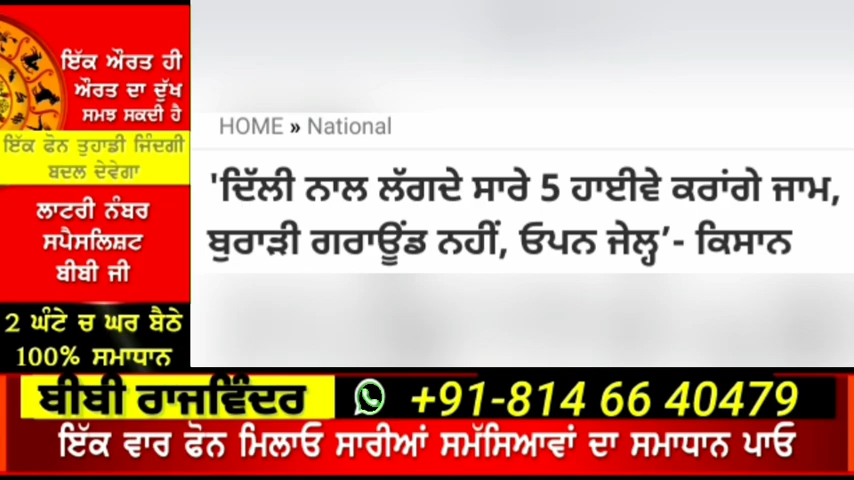 ਇੱਕ ਔਰਤ ਹੀ
ਔਰਤ ਦਾ ਦੁੱਖ
ਸਮਝ ਸਕਦੀ ਹੈ
ਇੱਕ ਫੋਨ ਤੁਹਾਡੀ ਜਿੰਦਗੀ
ਬਦਲ ਦੇਵੇਗਾ
ਲਾਟਰੀ ਨੰਬਰ
ਸਪੈਸਲਿਸ਼ਟ
ਬੀਬੀ ਜੀ
2 ਘੰਟੇ ਚ ਘਰ ਬੈਠੇ
100% ਸਮਾਧਾਨ
HOME » National
'ਦਿੱਲੀ ਨਾਲ ਲੱਗਦੇ ਸਾਰੇ 5 ਹਾਈਵੇ ਕਰਾਂਗੇ ਜਾਮ,
ਬੁਰਾੜੀ ਗਰਾਊਂਡ ਨਹੀਂ, ਓਪਨ ਜੇਲ੍ਹ’- ਕਿਸਾਨ
ਬੀਬੀ ਰਾਜਵਿੰਦਰ +91-814 66 40479
ਇੱਕ ਵਾਰ ਫੋਨ ਮਿਲਾਓ ਸਾਰੀਆਂ ਸਮੱਸਿਆਵਾਂ ਦਾ ਸਮਾਧਾਨ ਪਾਓ